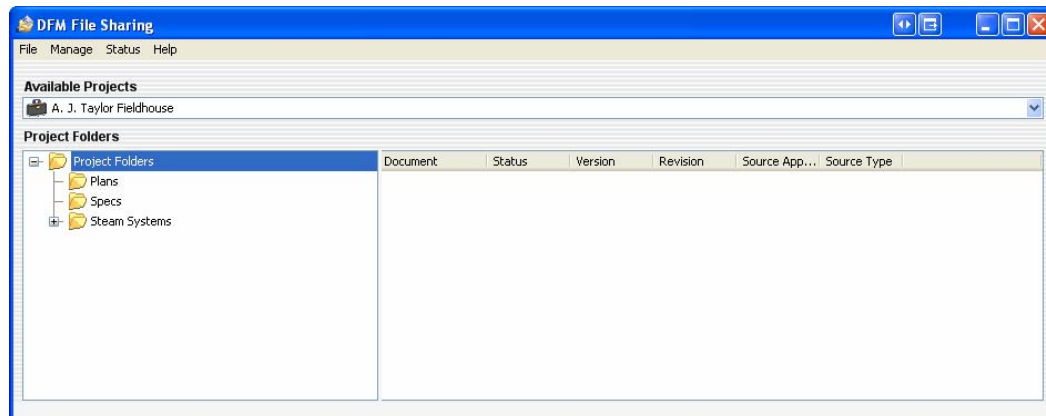 DFM File Sharing
File Manage Status Help
Available Projects
A. J. Taylor Fieldhouse
Project Folders
Project Folders
Document Status Version Revision Source App... Source Type
Plans
Specs
Steam Systems